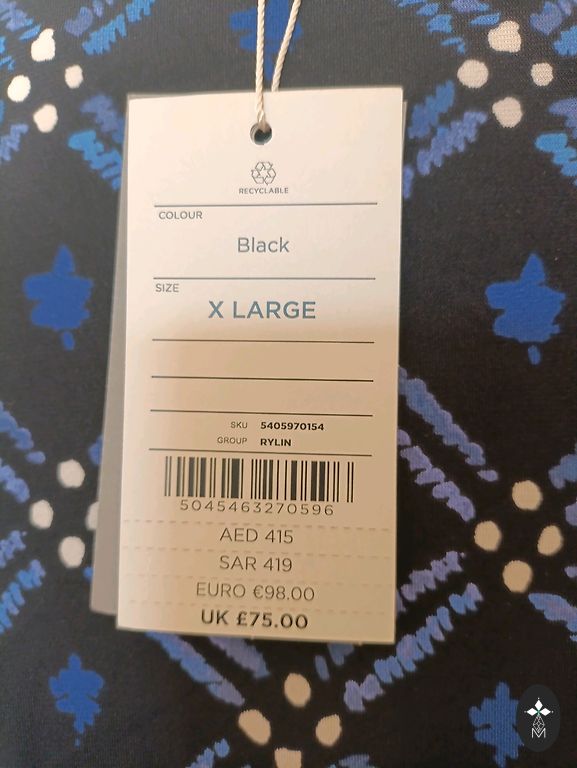 RECYCLABLE
COLOUR
Black
SIZE
X LARGE
SKU 5405970154
GROUP RYLIN
5045463270596
AED 415
SAR 419
EURO €98.00
UK £75.00
M